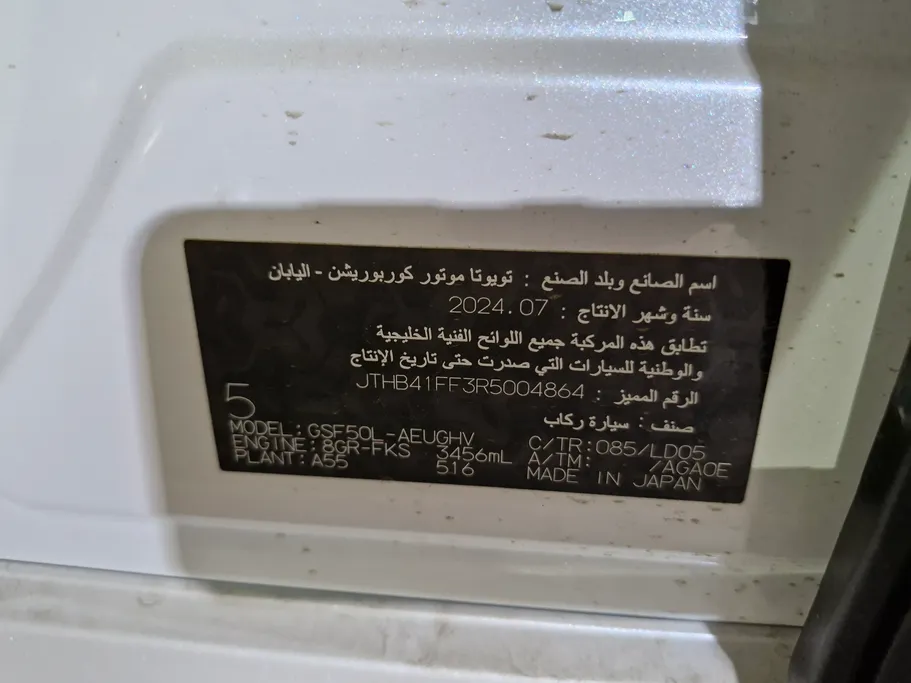 اسم الصانع وبلد الصنع : تويوتا موتور كوربوريشن - اليابان
سنة وشهر الانتاج : 2024.07
تطابق هذه المركبة جميع اللوائح الفنية الخليجية
والوطنية للسيارات التي صدرت حتى تاريخ الإنتاج
الرقم المميز : JTHB41FF3R5004864
صنف : سيارة ركاب
5
MODEL:GSF50L-AEUGHV C/TR:085/LD05
ENGINE:8GR-FKS 3456mL A/TM: /AGA0E
PLANT:A55 516 MADE IN JAPAN